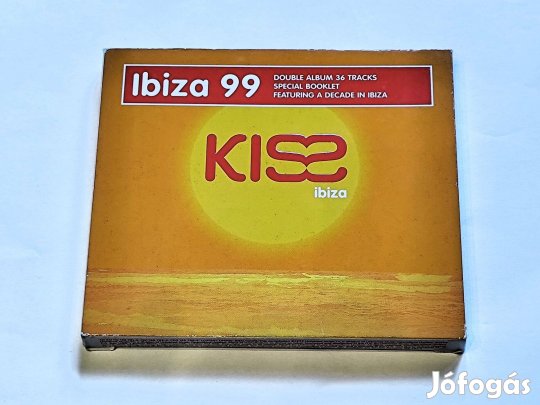 Ibiza 99
DOUBLE ALBUM 36 TRACKS
SPECIAL BOOKLET
FEATURING A DECADE IN IBIZA
KISS
ibiza
Jófogás